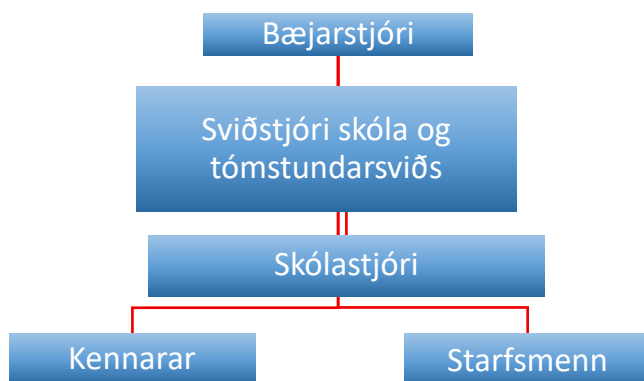 Bæjarstjóri
Sviðstjóri skóla og
tómstundarsviðs
Skólastjóri
Kennarar
Starfsmenn